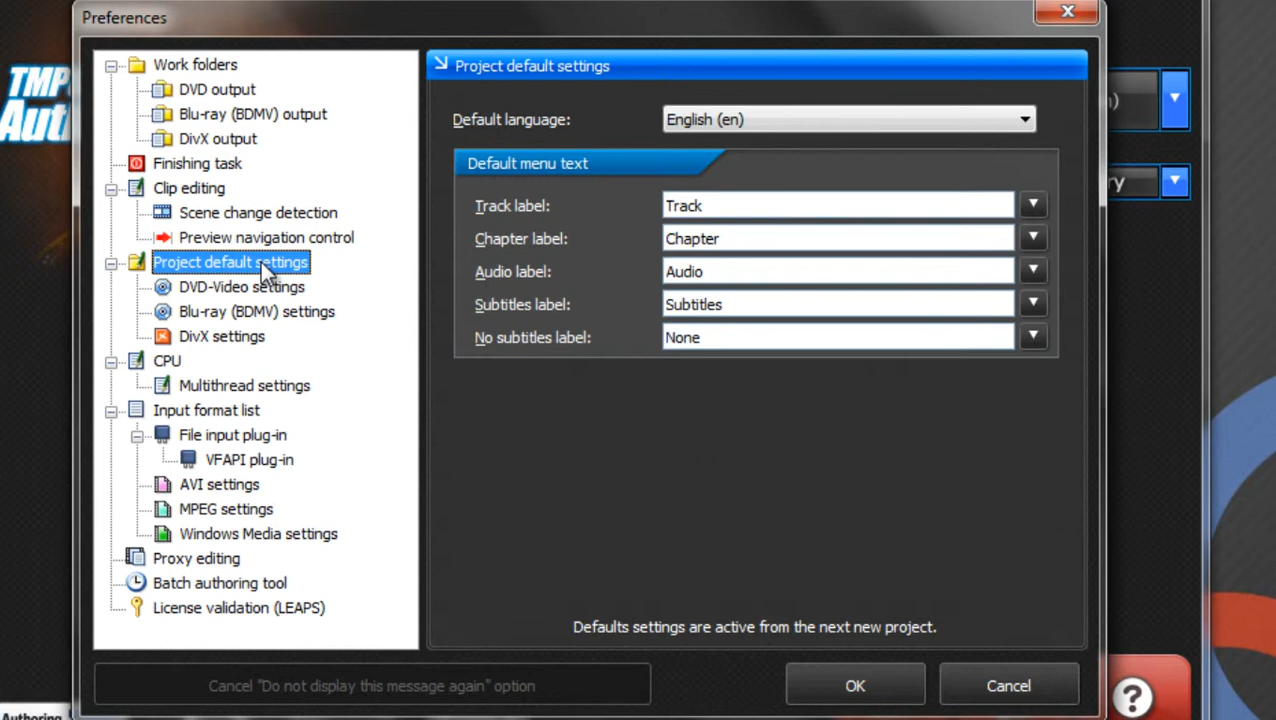 Preferences
TMP
Aut
Work folders
DVD output
Blu-ray (BDMV) output
DivX output
Finishing task
Clip editing
Scene change detection
Preview navigation control
Project default settings
DVD-Video settings
Blu-ray (BDMV) settings
DivX settings
CPU
Multithread settings
Input format list
File input plug-in
VFAPI plug-in
AVI settings
MPEG settings
Windows Media settings
Proxy editing
Batch authoring tool
License validation (LEAPS)
Project default settings
Default language: English (en)
Default menu text
Track label: Track
Chapter label: Chapter
Audio label: Audio
Subtitles label: Subtitles
No subtitles label: None
Defaults settings are active from the next new project.
Cancel "Do not display this message again" option
OK
Cancel
)
ry
?
Authoring